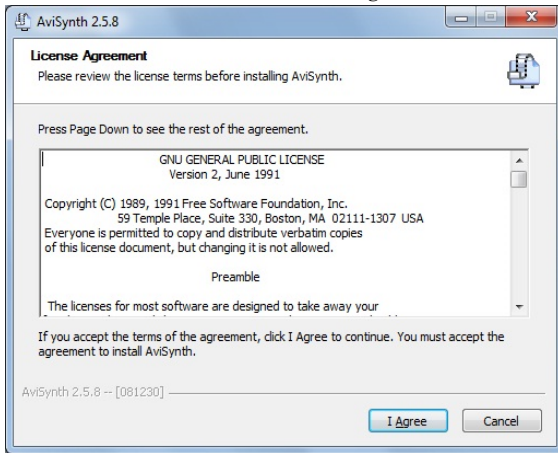 AviSynth 2.5.8
License Agreement
Please review the license terms before installing AviSynth.
Press Page Down to see the rest of the agreement.
GNU GENERAL PUBLIC LICENSE
Version 2, June 1991
Copyright (C) 1989, 1991 Free Software Foundation, Inc.
59 Temple Place, Suite 330, Boston, MA 02111-1307 USA
Everyone is permitted to copy and distribute verbatim copies
of this license document, but changing it is not allowed.
Preamble
The licenses for most software are designed to take away your
If you accept the terms of the agreement, click I Agree to continue. You must accept the
agreement to install AviSynth.
AviSynth 2.5.8 -- [081230]
I Agree
Cancel